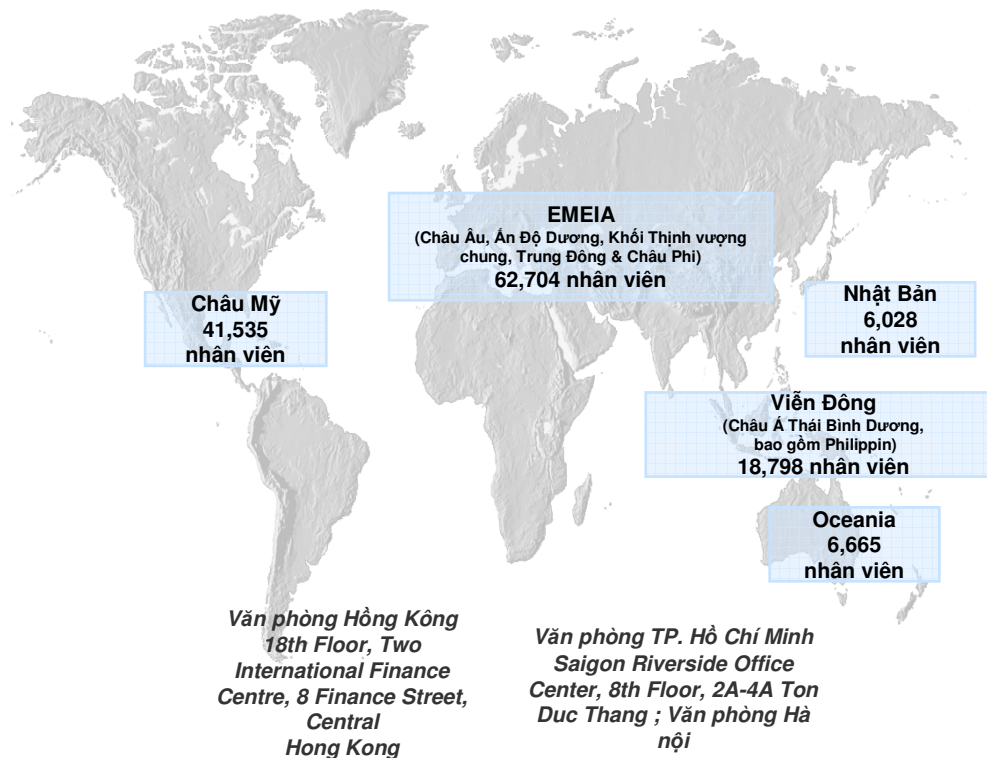 EMEIA
(Châu Âu, Ấn Độ Dương, Khối Thịnh vượng
chung, Trung Đông & Châu Phi)
62,704 nhân viên
Châu Mỹ
41,535
nhân viên
Nhật Bản
6,028
nhân viên
Viễn Đông
(Châu Á Thái Bình Dương,
bao gồm Philippin)
18,798 nhân viên
Oceania
6,665
nhân viên
Văn phòng Hồng Kông
18th Floor, Two
International Finance
Centre, 8 Finance Street,
Central
Hong Kong
Văn phòng TP. Hồ Chí Minh
Saigon Riverside Office
Center, 8th Floor, 2A-4A Ton
Duc Thang ; Văn phòng Hà
nội